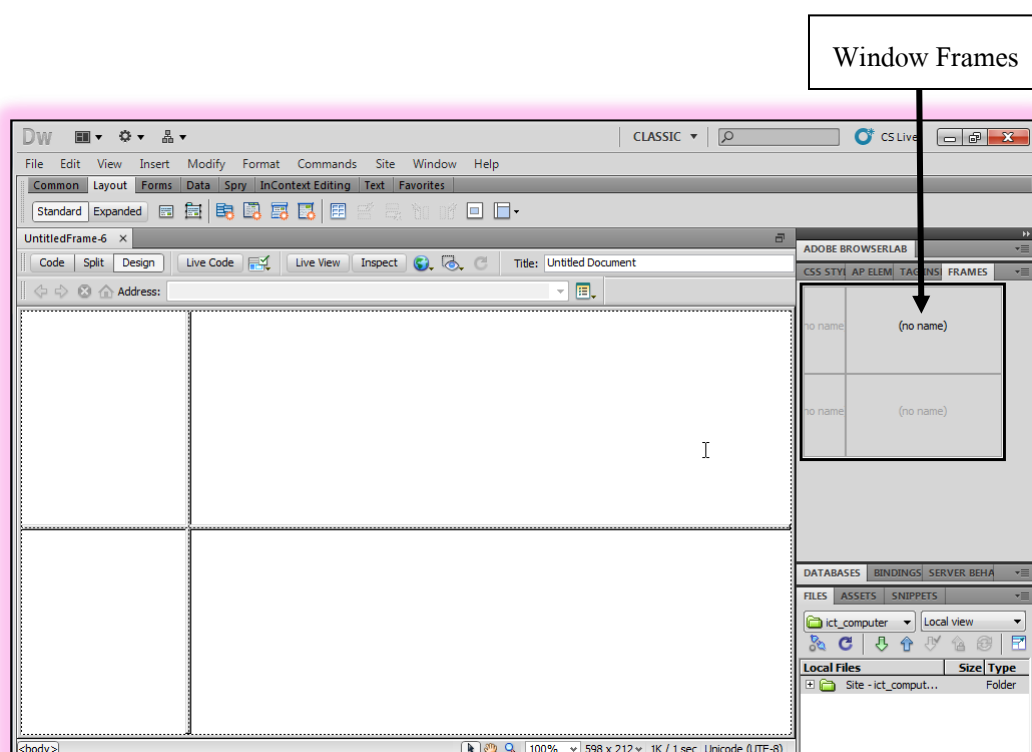 Window Frames
Dw CLASSIC CS Live
File Edit View Insert Modify Format Commands Site Window Help
Common Layout Forms Data Spry InContext Editing Text Favorites
Standard Expanded
UntitledFrame-6
Code Split Design Live Code Live View Inspect Title: Untitled Document
Address:
ADOBE BROWSERLAB
CSS STYL AP ELEM FRAMES
no name (no name)
no name (no name)
DATABASES BINDINGS SERVER BEHA
FILES ASSETS SNIPPETS
ict_computer Local view
Local Files Size Type
Site - ict_comput... Folder
<body> 100% 598 x 212 1K / 1 sec Unicode (UTF-8)